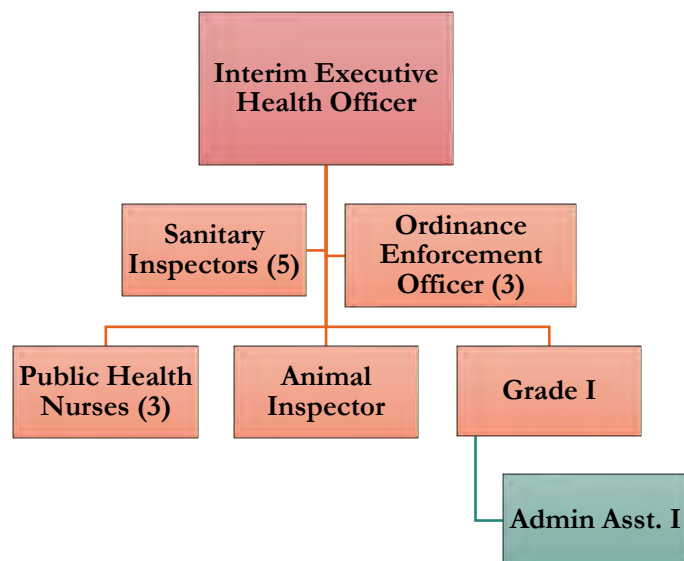 Interim Executive
Health Officer
Sanitary
Inspectors (5)
Ordinance
Enforcement
Officer (3)
Public Health
Nurses (3)
Animal
Inspector
Grade I
Admin Asst. I